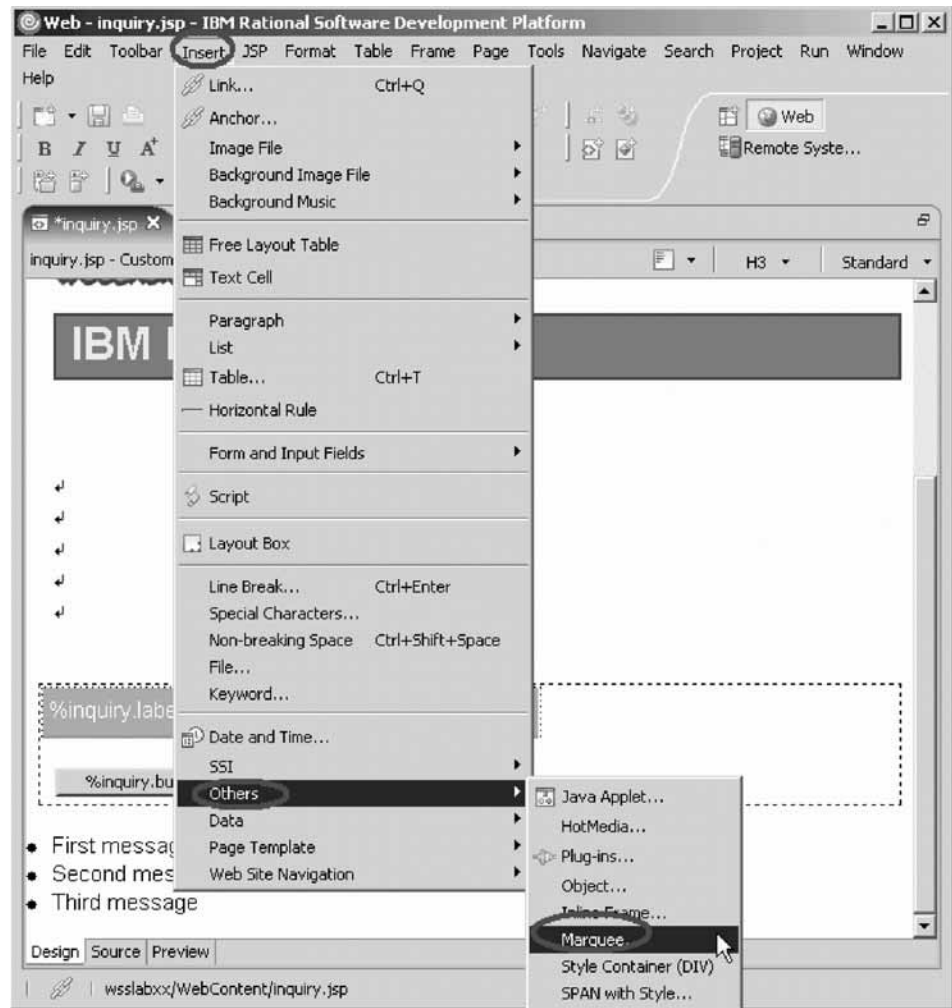 Web - inquiry.jsp - IBM Rational Software Development Platform
File Edit Toolbar Insert JSP Format Table Frame Page Tools Navigate Search Project Run Window
Help
Link... Ctrl+Q
Anchor...
Image File
Background Image File
Background Music
Free Layout Table
Text Cell
Paragraph
List
Table... Ctrl+T
Horizontal Rule
Form and Input Fields
Script
Layout Box
Line Break... Ctrl+Enter
Special Characters...
Non-breaking Space Ctrl+Shift+Space
File...
Keyword...
Date and Time...
SSI
Others
Data
Page Template
Web Site Navigation
Java Applet...
HotMedia...
Plug-ins...
Object...
Inline Frame...
Marquee
Style Container (DIV)
SPAN with Style...
B I U A
Web
Remote Syste...
*inquiry.jsp
inquiry.jsp - Custom
H3 Standard
IBM
%inquiry.labe
%inquiry.bu
First messag
Second mes
Third message
Design Source Preview
wsslabxx/WebContent/inquiry.jsp